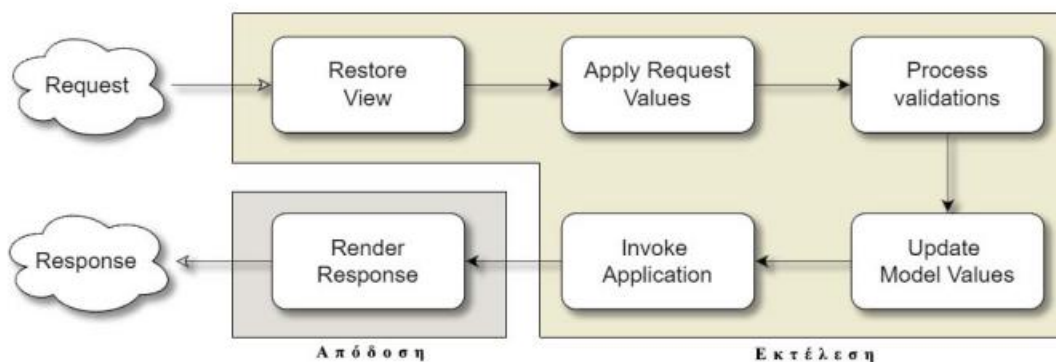 Request
Restore
View
Apply Request
Values
Process
validations
Response
Render
Response
Invoke
Application
Update
Model Values
Απόδοση
Εκτέλεση